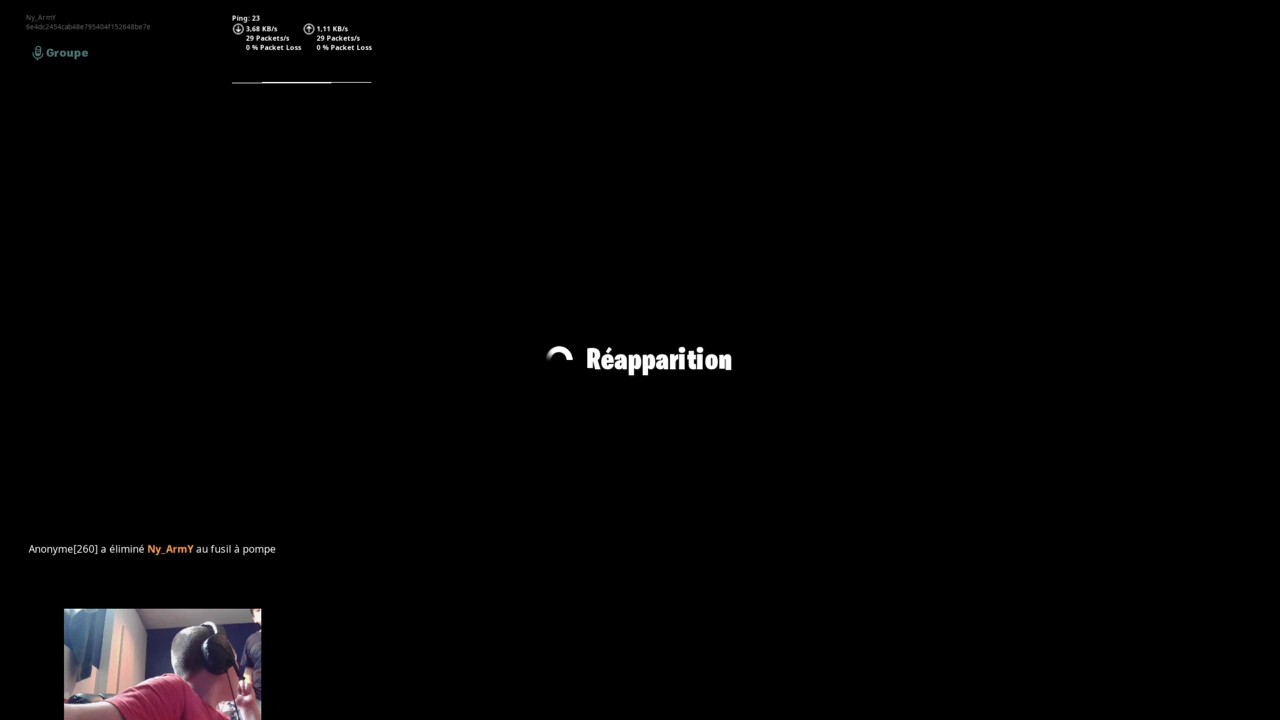 Ny_ArmY
6e4dc2454cab48e795404f152648be7e
Groupe
Ping: 23
3,68 KB/s
29 Packets/s
0 % Packet Loss
1,11 KB/s
29 Packets/s
0 % Packet Loss
Réapparition
Anonyme[260] a éliminé Ny_ArmY au fusil à pompe